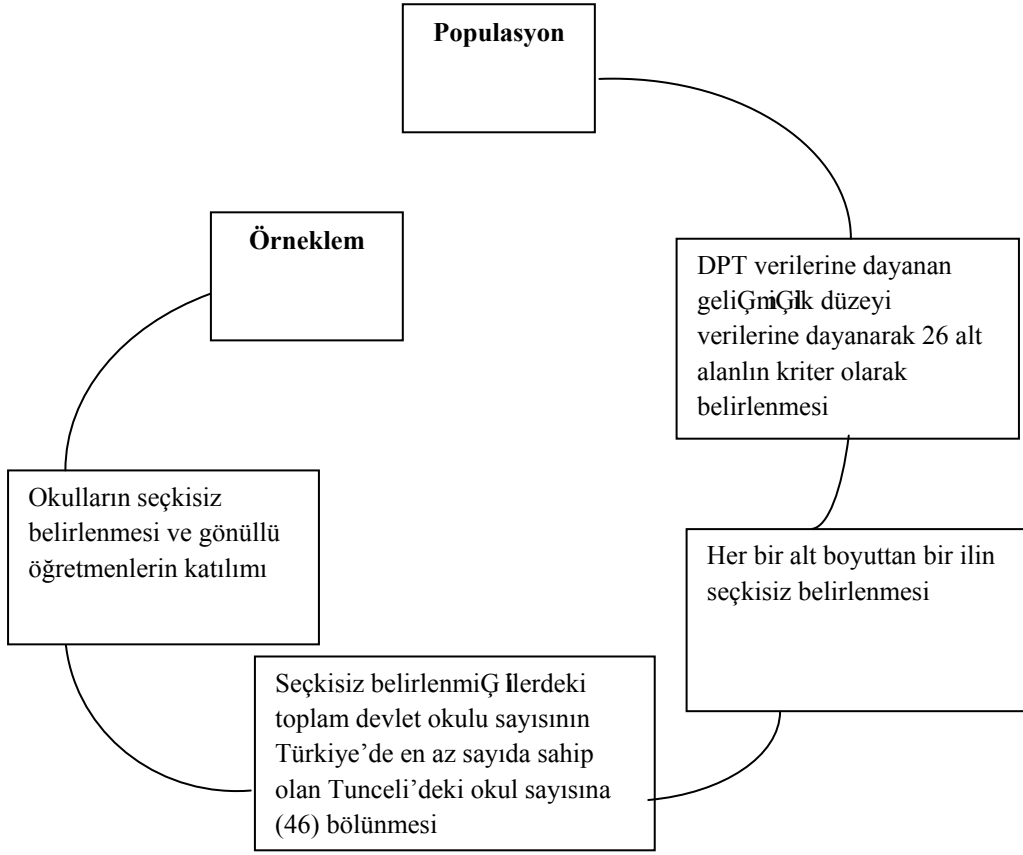 Populasyon
DPT verilerine dayanan
geliĢmiĢlik düzeyi
verilerine dayanarak 26 alt
alanlın kriter olarak
belirlenmesi
Her bir alt boyuttan bir ilin
seçkisiz belirlenmesi
Seçkisiz belirlenmiĢ illerdeki
toplam devlet okulu sayısının
Türkiye’de en az sayıda sahip
olan Tunceli’deki okul sayısına
(46) bölünmesi
Okulların seçkisiz
belirlenmesi ve gönüllü
öğretmenlerin katılımı
Örneklem